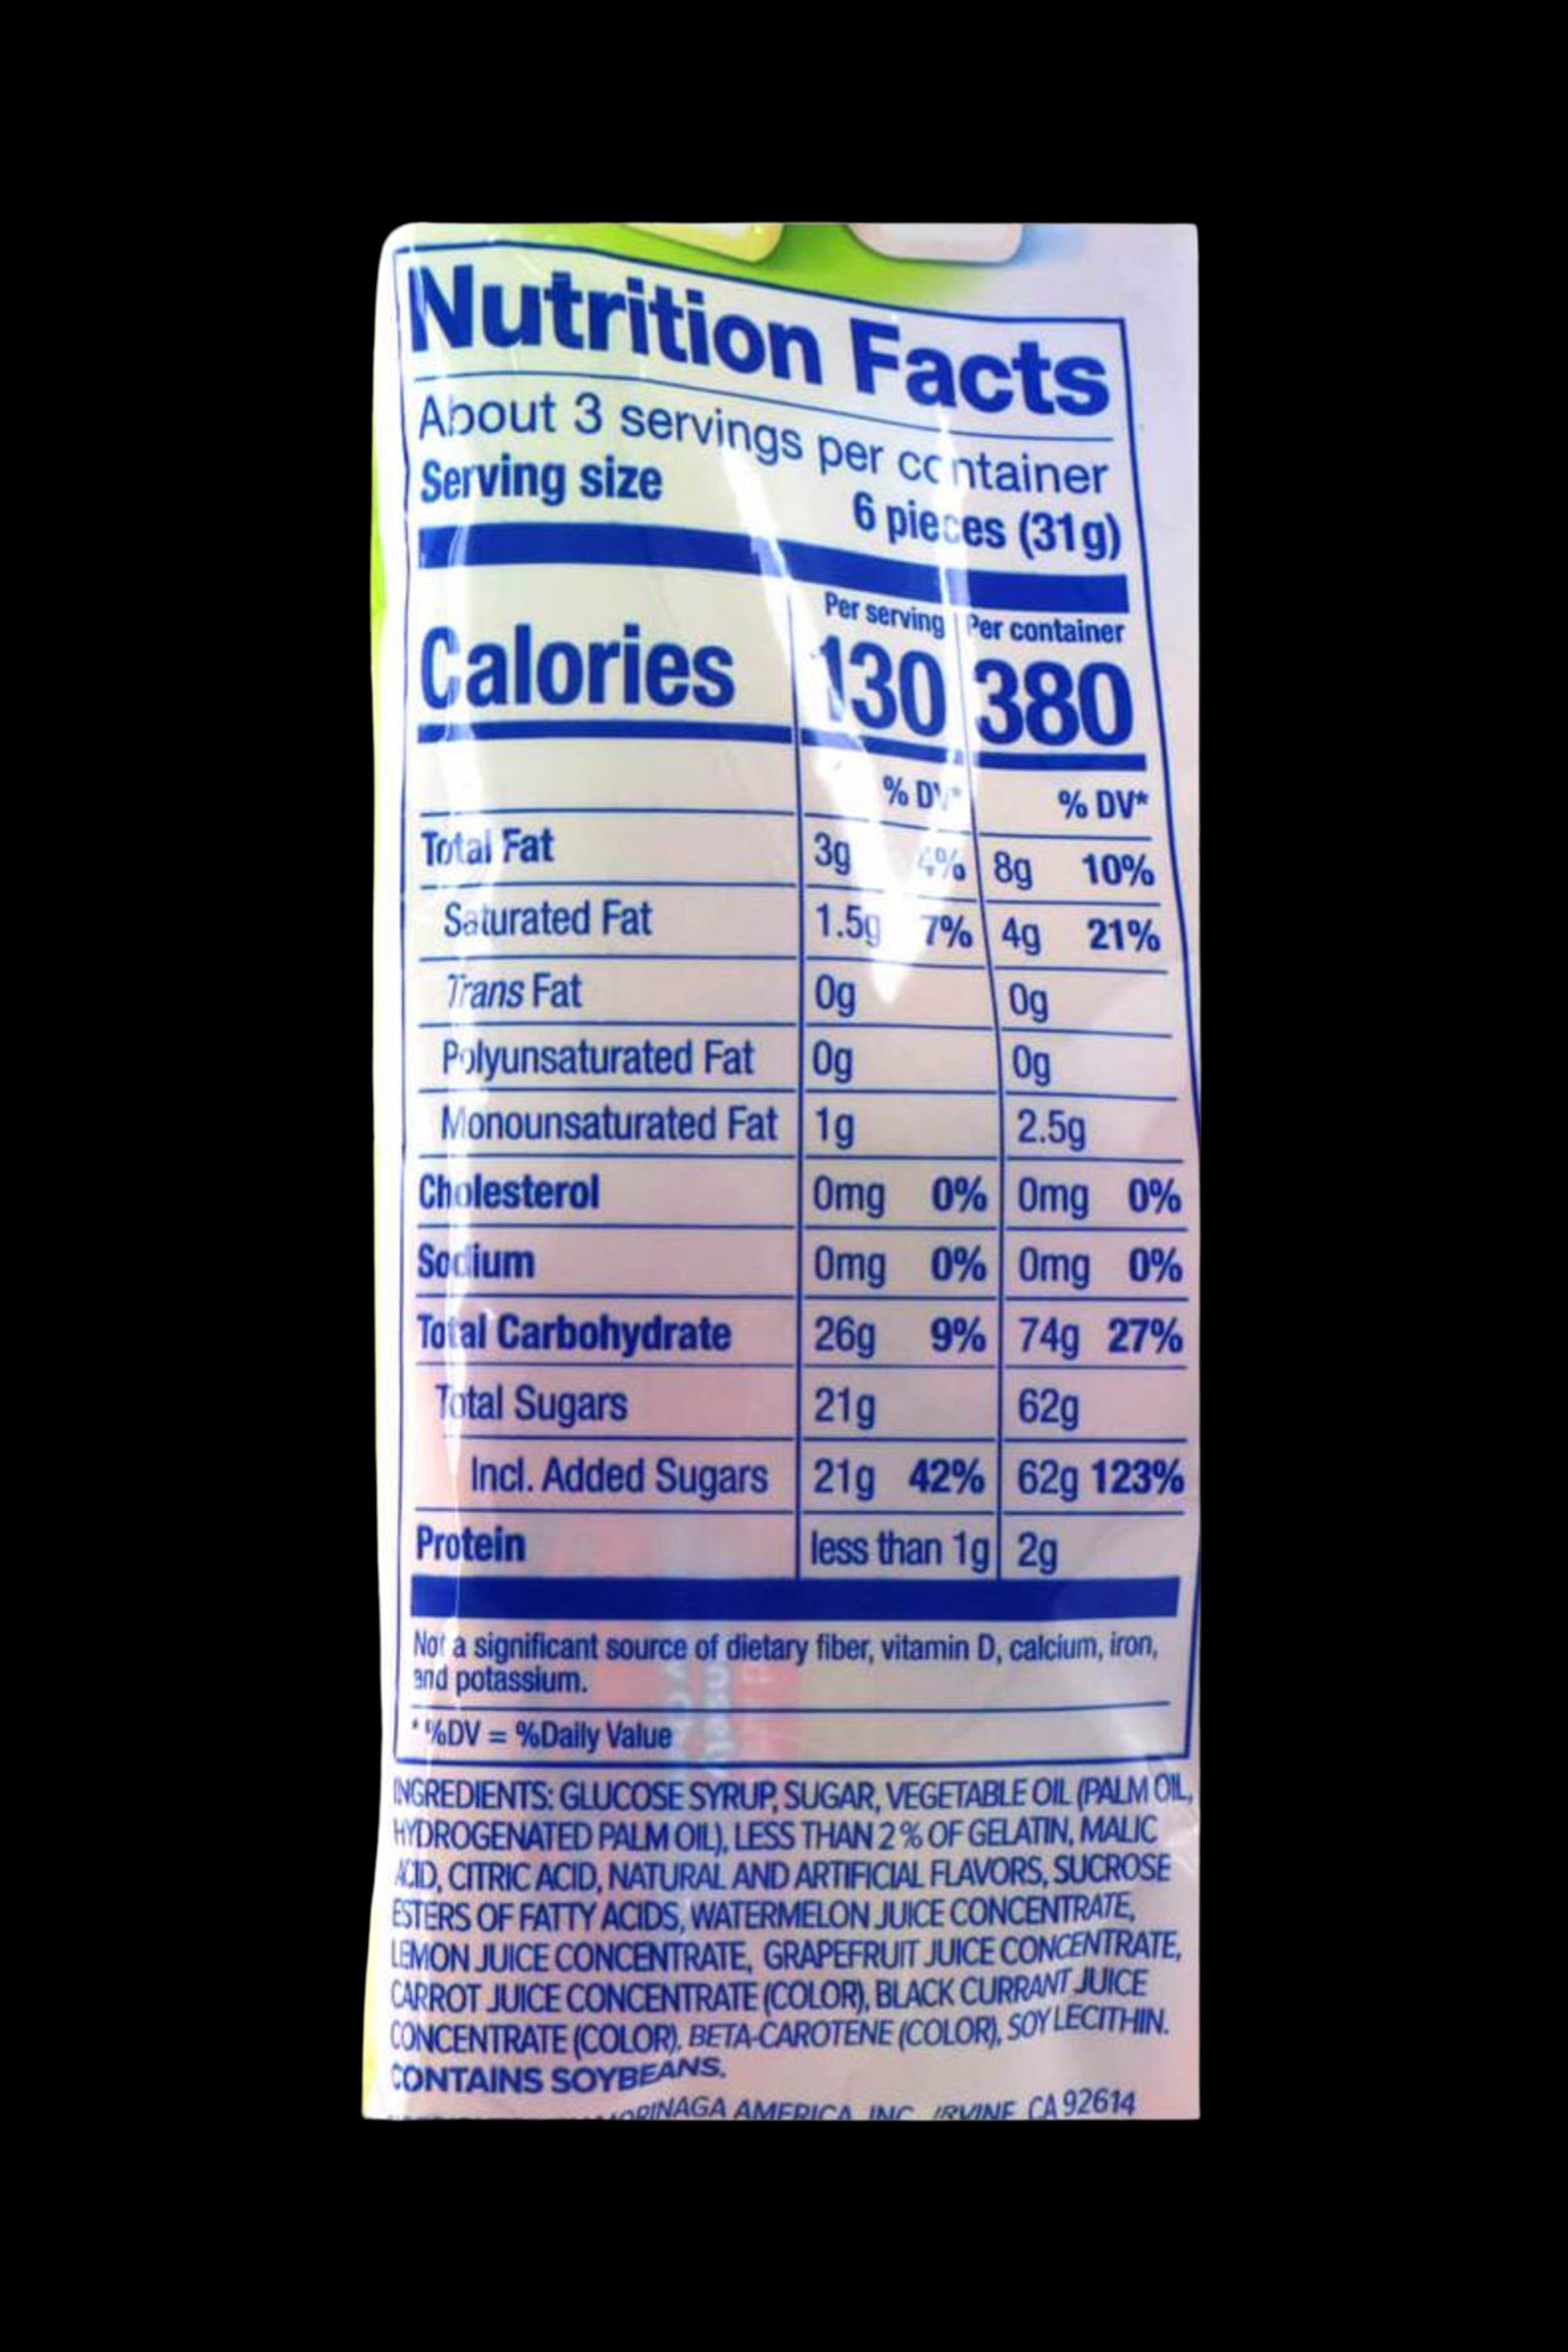 Nutrition Facts
About 3 servings per container
Serving size 6 pieces (31g)
Per serving Per container
Calories 130 380
% DV* % DV*
Total Fat 3g 4% 8g 10%
Saturated Fat 1.5g 7% 4g 21%
Trans Fat 0g 0g
Polyunsaturated Fat 0g 0g
Monounsaturated Fat 1g 2.5g
Cholesterol 0mg 0% 0mg 0%
Sodium 0mg 0% 0mg 0%
Total Carbohydrate 26g 9% 74g 27%
Total Sugars 21g 62g
Incl. Added Sugars 21g 42% 62g 123%
Protein less than 1g 2g
Not a significant source of dietary fiber, vitamin D, calcium, iron,
and potassium.
* %DV = %Daily Value
INGREDIENTS: GLUCOSE SYRUP, SUGAR, VEGETABLE OIL (PALM OIL,
HYDROGENATED PALM OIL), LESS THAN 2% OF GELATIN, MALIC
ACID, CITRIC ACID, NATURAL AND ARTIFICIAL FLAVORS, SUCROSE
ESTERS OF FATTY ACIDS, WATERMELON JUICE CONCENTRATE,
LEMON JUICE CONCENTRATE, GRAPEFRUIT JUICE CONCENTRATE,
CARROT JUICE CONCENTRATE (COLOR), BLACK CURRANT JUICE
CONCENTRATE (COLOR), BETA-CAROTENE (COLOR), SOY LECITHIN.
CONTAINS SOYBEANS.
MORINAGA AMERICA, INC. IRVINE, CA 92614